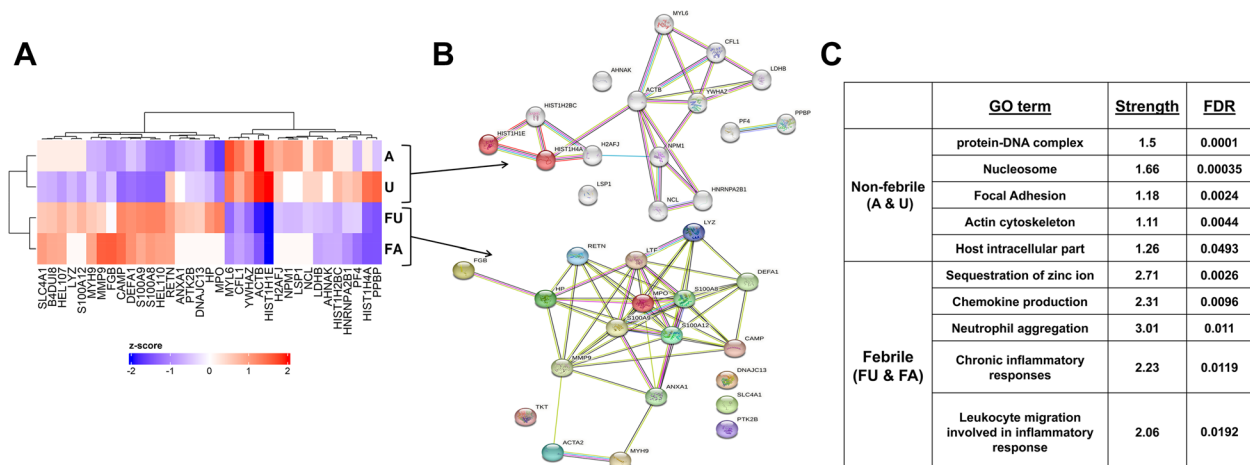 A
A
U
FU
FA
SLC4A1
B4DUI8
HEL107
LYZ
S100A12
MYH9
MMP9
FGB
CAMP
DEFA1
S100A9
S100A8
HEL110
RETN
ANXA1
PTK2B
DNAJC13
HP
MPO
MYL6
CFL1
YWHAZ
ACTB
HIST1H1E
H2AFJ
NPM1
LSP1
NCL
LDHB
AHNAK
HIST1H2BC
HNRNPA2B1
PF4
HIST1H4A
PPBP
z-score
-2 -1 0 1 2
B
MYL6
CFL1
LDHB
AHNAK
ACTB
YWHAZ
HIST1H2BC
PPBP
PF4
HIST1H1E
HIST1H4A
H2AFJ
NPM1
LSP1
HNRNPA2B1
NCL
LYZ
RETN
LTF
FGB
DEFA1
HP
MPO
S100A8
S100A9
S100A12
CAMP
MMP9
DNAJC13
ANXA1
SLC4A1
TKT
PTK2B
ACTA2
MYH9
C
GO term Strength FDR
Non-febrile
(A & U)
protein-DNA complex 1.5 0.0001
Nucleosome 1.66 0.00035
Focal Adhesion 1.18 0.0024
Actin cytoskeleton 1.11 0.0044
Host intracellular part 1.26 0.0493
Febrile
(FU & FA)
Sequestration of zinc ion 2.71 0.0026
Chemokine production 2.31 0.0096
Neutrophil aggregation 3.01 0.011
Chronic inflammatory
responses 2.23 0.0119
Leukocyte migration
involved in inflammatory
response 2.06 0.0192